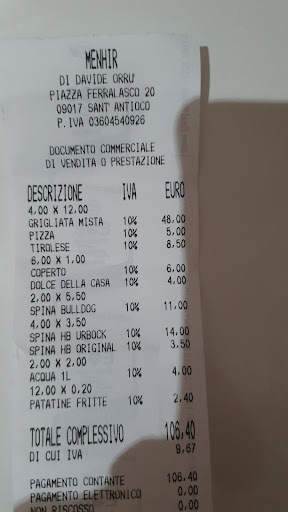 MENHIR
DI DAVIDE ORRU'
PIAZZA FERRALASCO 20
09017 SANT'ANTIOCO
P.IVA 03604540926
DOCUMENTO COMMERCIALE
DI VENDITA O PRESTAZIONE
DESCRIZIONE IVA EURO
4,00 X 12,00
GRIGLIATA MISTA 10% 48,00
PIZZA 10% 5,00
TIROLESE 10% 8,50
6,00 X 1,00
COPERTO 10% 6,00
DOLCE DELLA CASA 10% 4,00
2,00 X 5,50
SPINA BULLDOG 10% 11,00
4,00 X 3,50
SPINA HB URBOCK 10% 14,00
SPINA HB ORIGINAL 10% 3,50
2,00 X 2,00
ACQUA 1L 10% 4,00
12,00 X 0,20
PATATINE FRITTE 10% 2,40
TOTALE COMPLESSIVO 106,40
DI CUI IVA 9,67
PAGAMENTO CONTANTE 106,40
PAGAMENTO ELETTRONICO 0,00
NON RISCOSSO 0,00